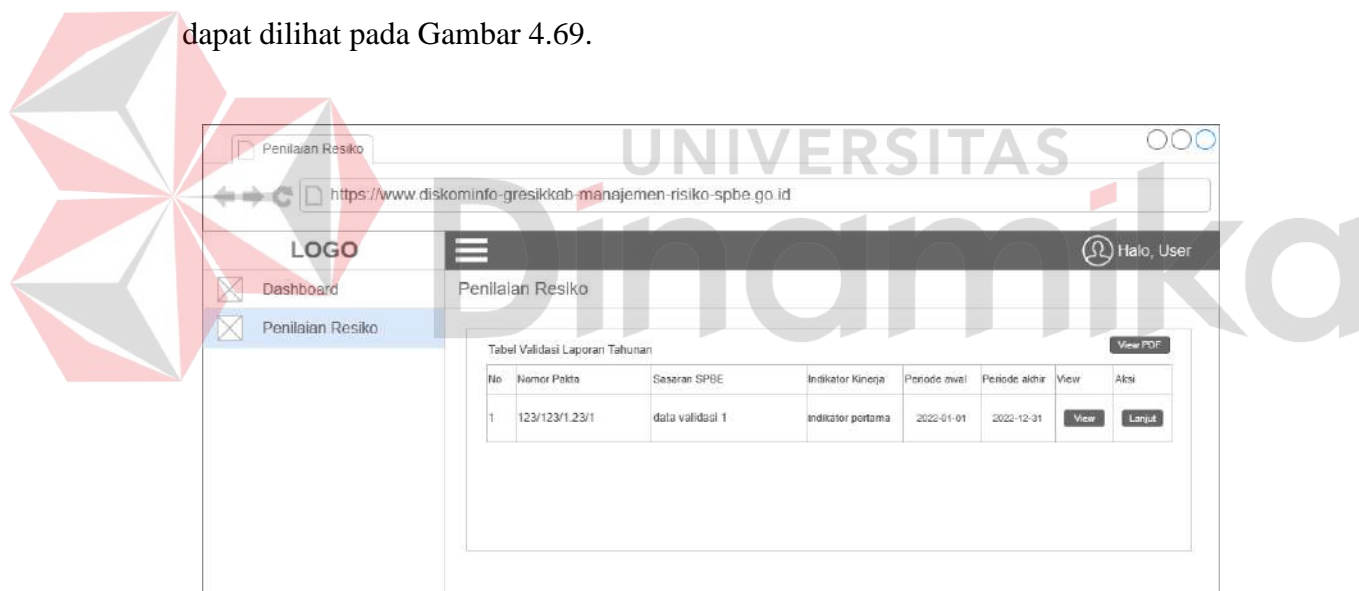 dapat dilihat pada Gambar 4.69.
UNIVERSITAS
Dinamika
Penilaian Resiko
https://www.diskominfo-gresikkab-manajemen-risiko-spbe.go.id
LOGO
Halo, User
Dashboard
Penilaian Resiko
Penilaian Resiko
Tabel Validasi Laporan Tahunan
View PDF
No Nomor Pakta Sasaran SPBE Indikator Kinerja Periode awal Periode akhir View Aksi
1 123/123/1.23/1 data validasi 1 indikator pertama 2022-01-01 2022-12-31 View Lanjut